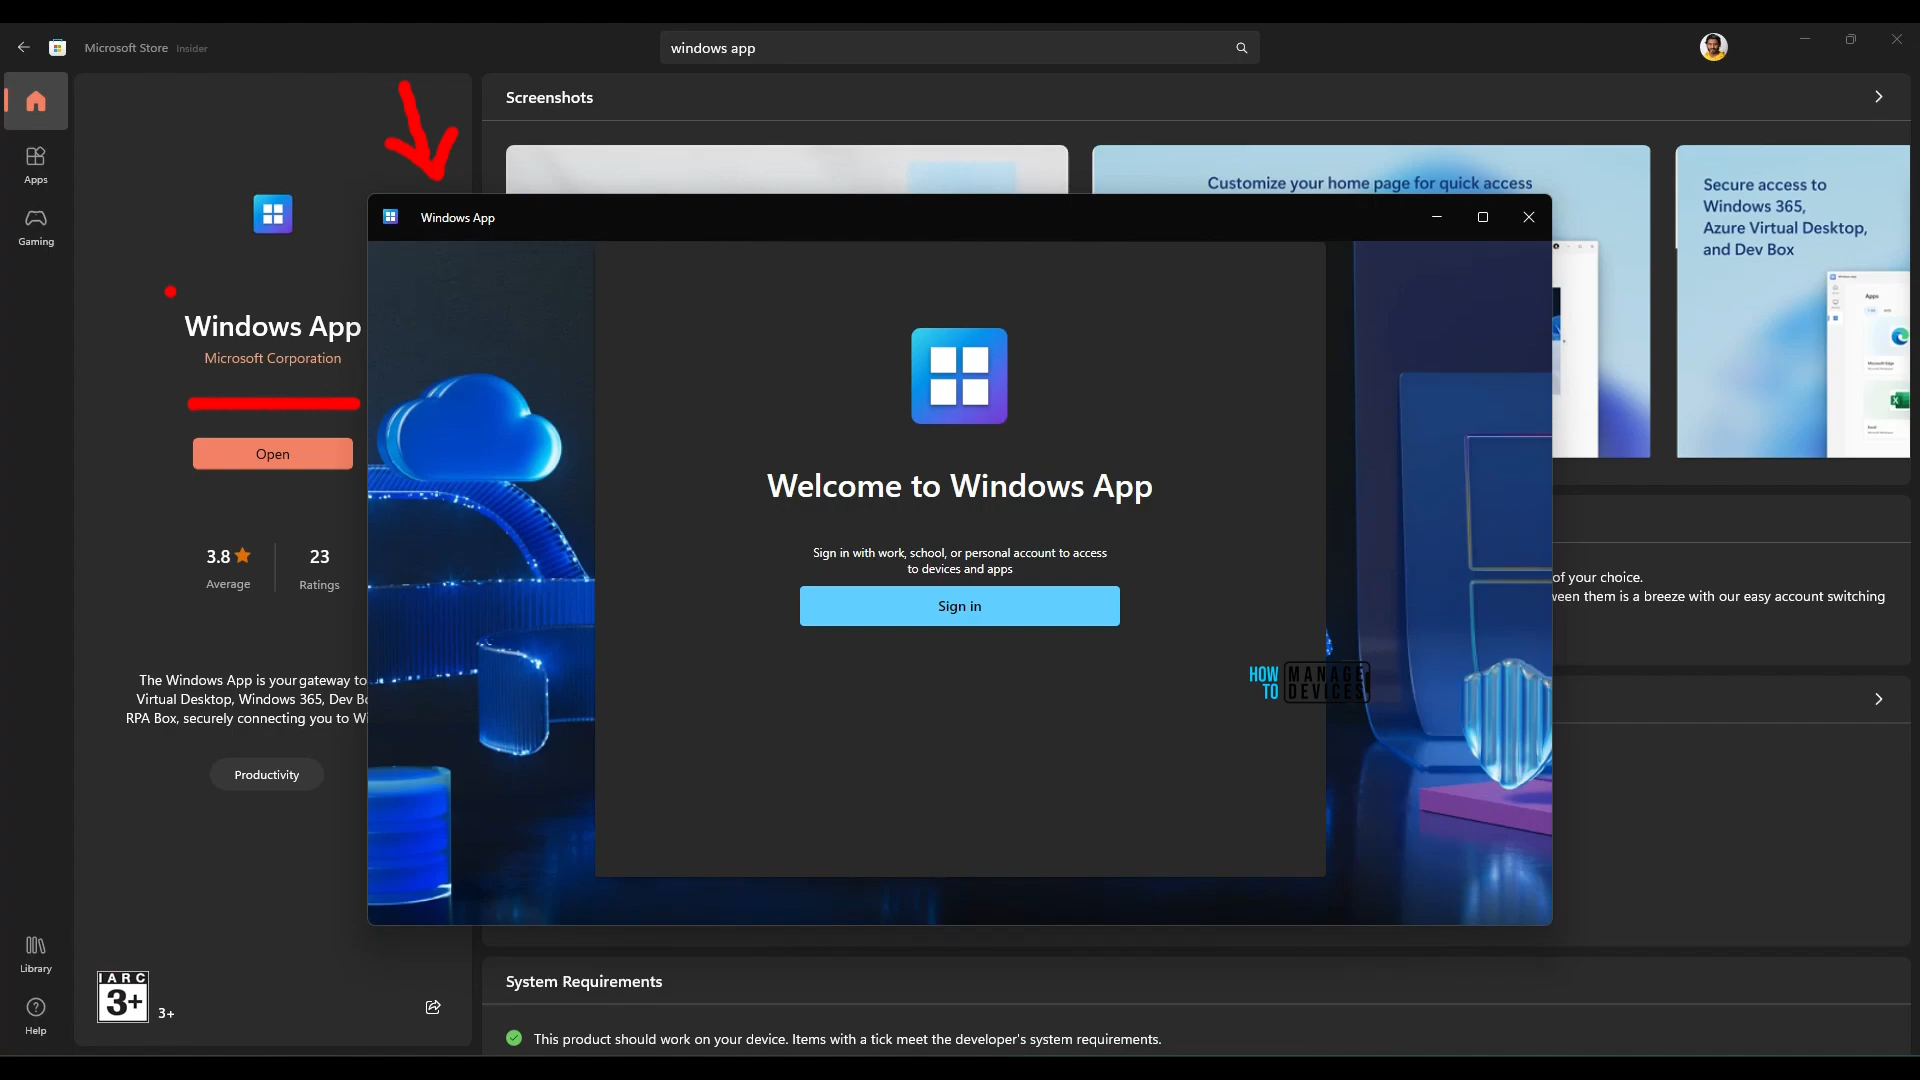 Microsoft Store Insider
windows app
Apps
Gaming
Library
Help
Windows App
Microsoft Corporation
Open
3.8
Average
23
Ratings
The Windows App is your gateway to
Virtual Desktop, Windows 365, Dev
RPA Box, securely connecting you to
Productivity
IARC
3+
3+
Screenshots
Customize your home page for quick access
Secure access to
Windows 365,
Azure Virtual Desktop,
and Dev Box
Apps
Windows App
Welcome to Windows App
Sign in with work, school, or personal account to access
to devices and apps
Sign in
HOW TO MANAGE DEVICES
of your choice.
them is a breeze with our easy account switching
System Requirements
This product should work on your device. Items with a tick meet the developer's system requirements.